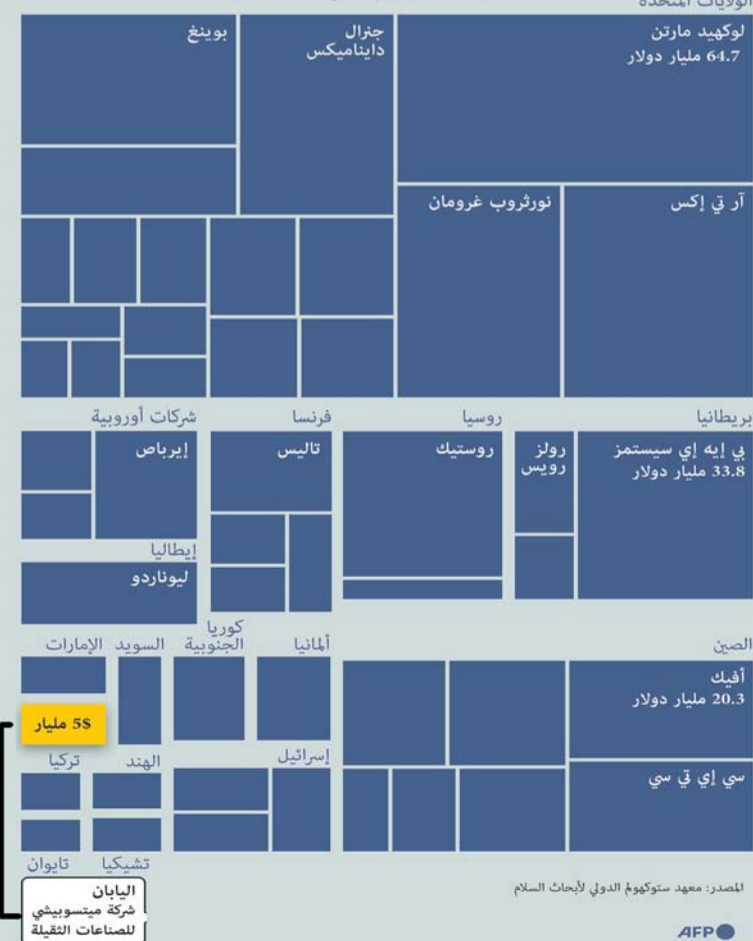 الولايات المتحدة
لوكهيد مارتن
64.7 مليار دولار
جنرال
دايناميكس
بوينغ
آر تي إكس
نورثروب غرومان
بريطانيا
روسيا
فرنسا
شركات أوروبية
بي إيه إي سيستمز
33.8 مليار دولار
رولز
رويس
روستيك
تاليس
إيرباص
إيطاليا
ليوناردو
الصين
ألمانيا
كوريا
الجنوبية
السويد
الإمارات
أفيك
20.3 مليار دولار
5$ مليار
إسرائيل
الهند
تركيا
سي إي تي سي
تشيكيا
تايوان
اليابان
شركة ميتسوبيشي
للصناعات الثقيلة
المصدر: معهد ستوكهولم الدولي لأبحاث السلام
AFP